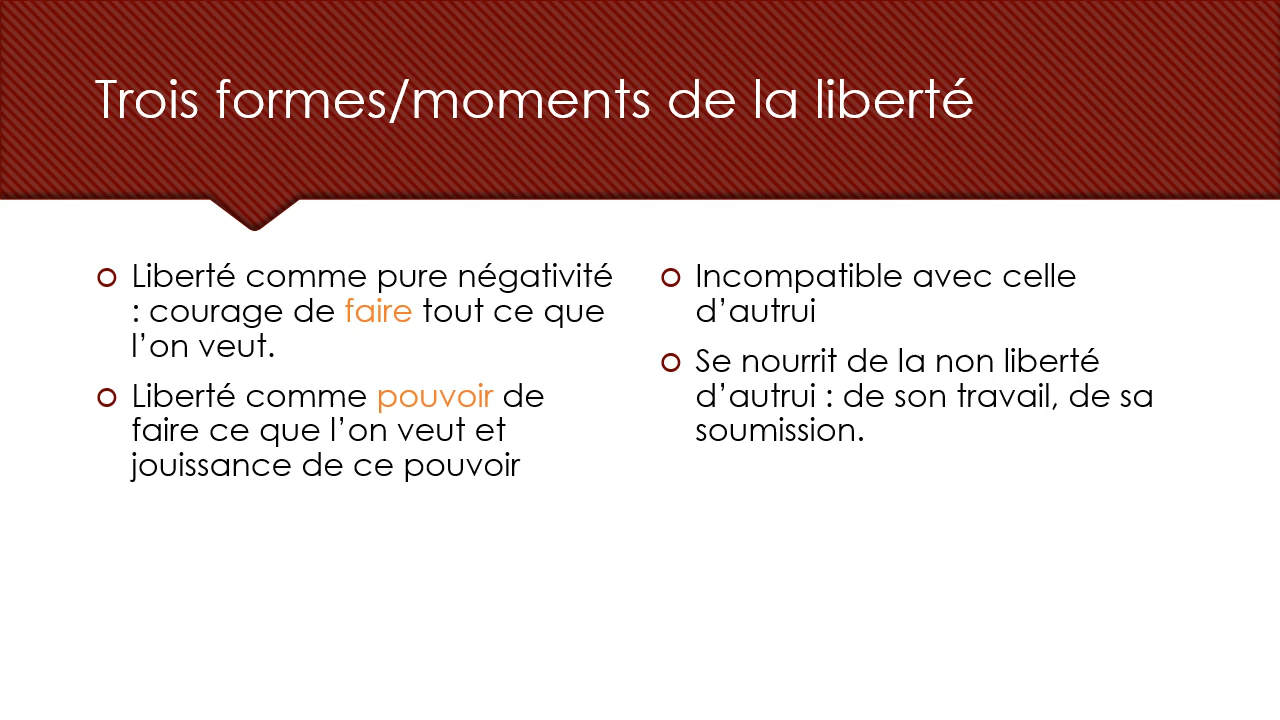 Trois formes/moments de la liberté
Liberté comme pure négativité
: courage de faire tout ce que
l’on veut.
Liberté comme pouvoir de
faire ce que l’on veut et
jouissance de ce pouvoir
Incompatible avec celle
d’autrui
Se nourrit de la non liberté
d’autrui : de son travail, de sa
soumission.